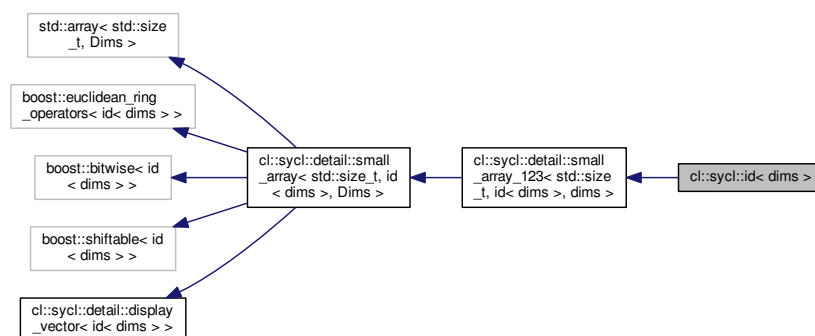 std::array< std::size
_t, Dims >
boost::euclidean_ring
_operators< id< dims > >
boost::bitwise< id
< dims > >
boost::shiftable< id
< dims > >
cl::sycl::detail::display
_vector< id< dims > >
cl::sycl::detail::small
_array< std::size_t, id
< dims >, Dims >
cl::sycl::detail::small
_array_123< std::size
_t, id< dims >, dims >
cl::sycl::id< dims >